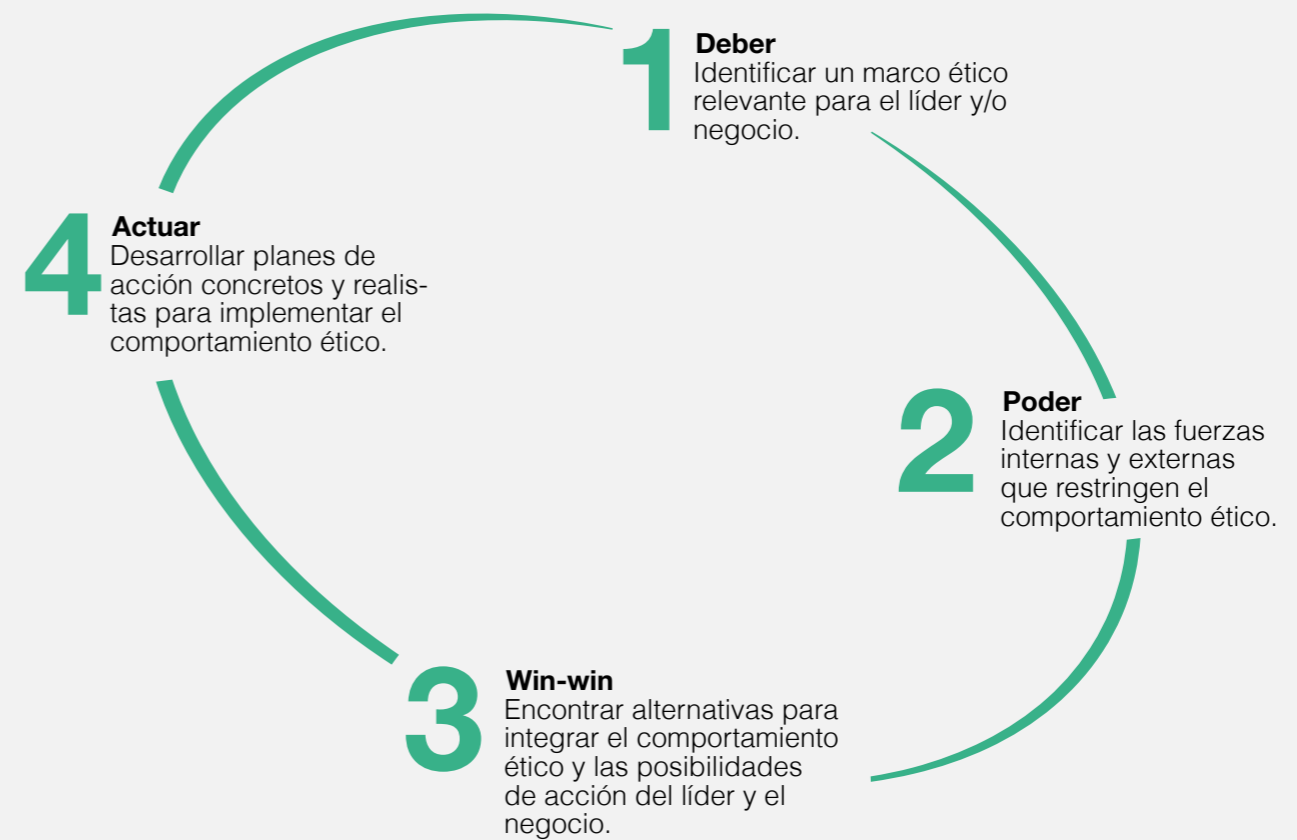 1
Deber
Identificar un marco ético
relevante para el líder y/o
negocio.
2
Poder
Identificar las fuerzas
internas y externas
que restringen el
comportamiento ético.
3
Win-win
Encontrar alternativas para
integrar el comportamiento
ético y las posibilidades
de acción del líder y el
negocio.
4
Actuar
Desarrollar planes de
acción concretos y realis-
tas para implementar el
comportamiento ético.